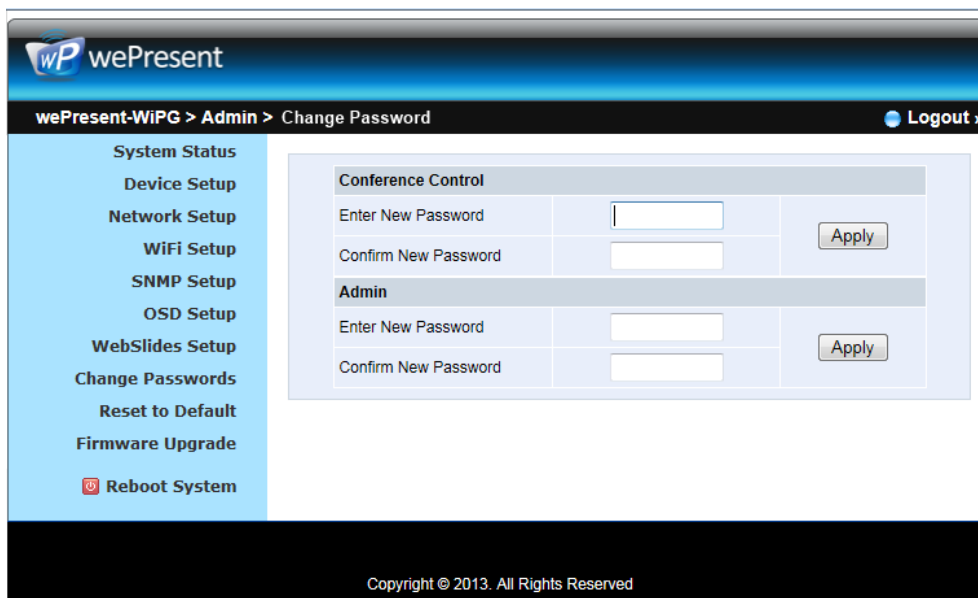 wP wePresent
wePresent-WiPG > Admin > Change Password
Logout »
System Status
Device Setup
Network Setup
WiFi Setup
SNMP Setup
OSD Setup
WebSlides Setup
Change Passwords
Reset to Default
Firmware Upgrade
Reboot System
Conference Control
Enter New Password
Confirm New Password
Apply
Admin
Enter New Password
Confirm New Password
Apply
Copyright © 2013. All Rights Reserved